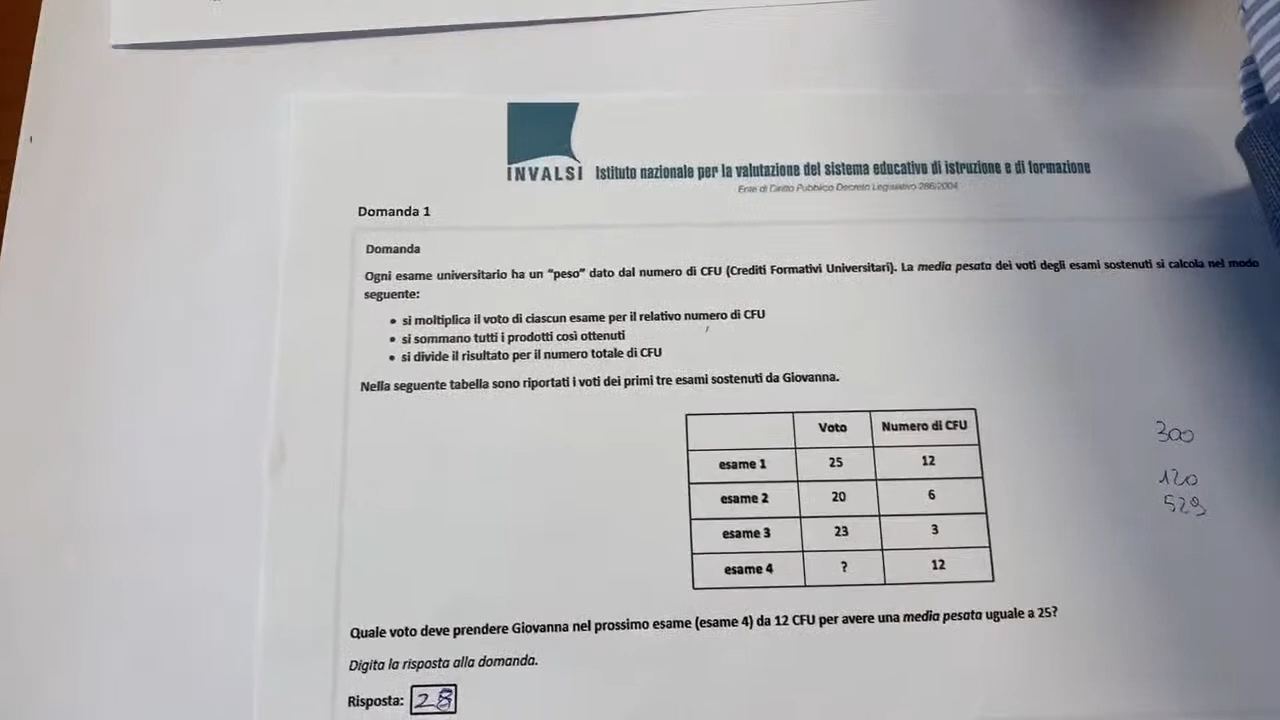 INVALSI Istituto nazionale per la valutazione del sistema educativo di istruzione e di formazione
Ente di Diritto Pubblico Decreto Legislativo 286/2004
Domanda 1
Domanda
Ogni esame universitario ha un “peso” dato dal numero di CFU (Crediti Formativi Universitari). La media pesata dei voti degli esami sostenuti si calcola nel modo
seguente:
• si moltiplica il voto di ciascun esame per il relativo numero di CFU
• si sommano tutti i prodotti così ottenuti
• si divide il risultato per il numero totale di CFU
Nella seguente tabella sono riportati i voti dei primi tre esami sostenuti da Giovanna.
Voto Numero di CFU
esame 1 25 12
esame 2 20 6
esame 3 23 3
esame 4 ? 12
300
120
529
Quale voto deve prendere Giovanna nel prossimo esame (esame 4) da 12 CFU per avere una media pesata uguale a 25?
Digita la risposta alla domanda.
Risposta: 28